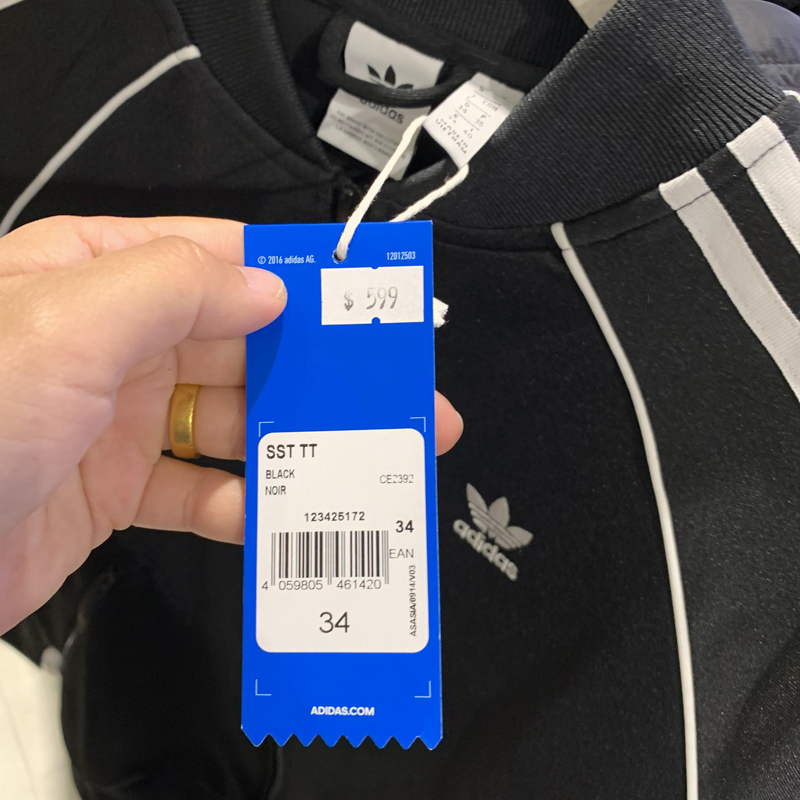 adidas
© 2016 adidas AG.
12012503
$ 599
SST TT
BLACK
NOIR
CE2392
123425172
34
EAN
4 059805 461420
34
ASASIA/0914/V03
ADIDAS.COM
adidas